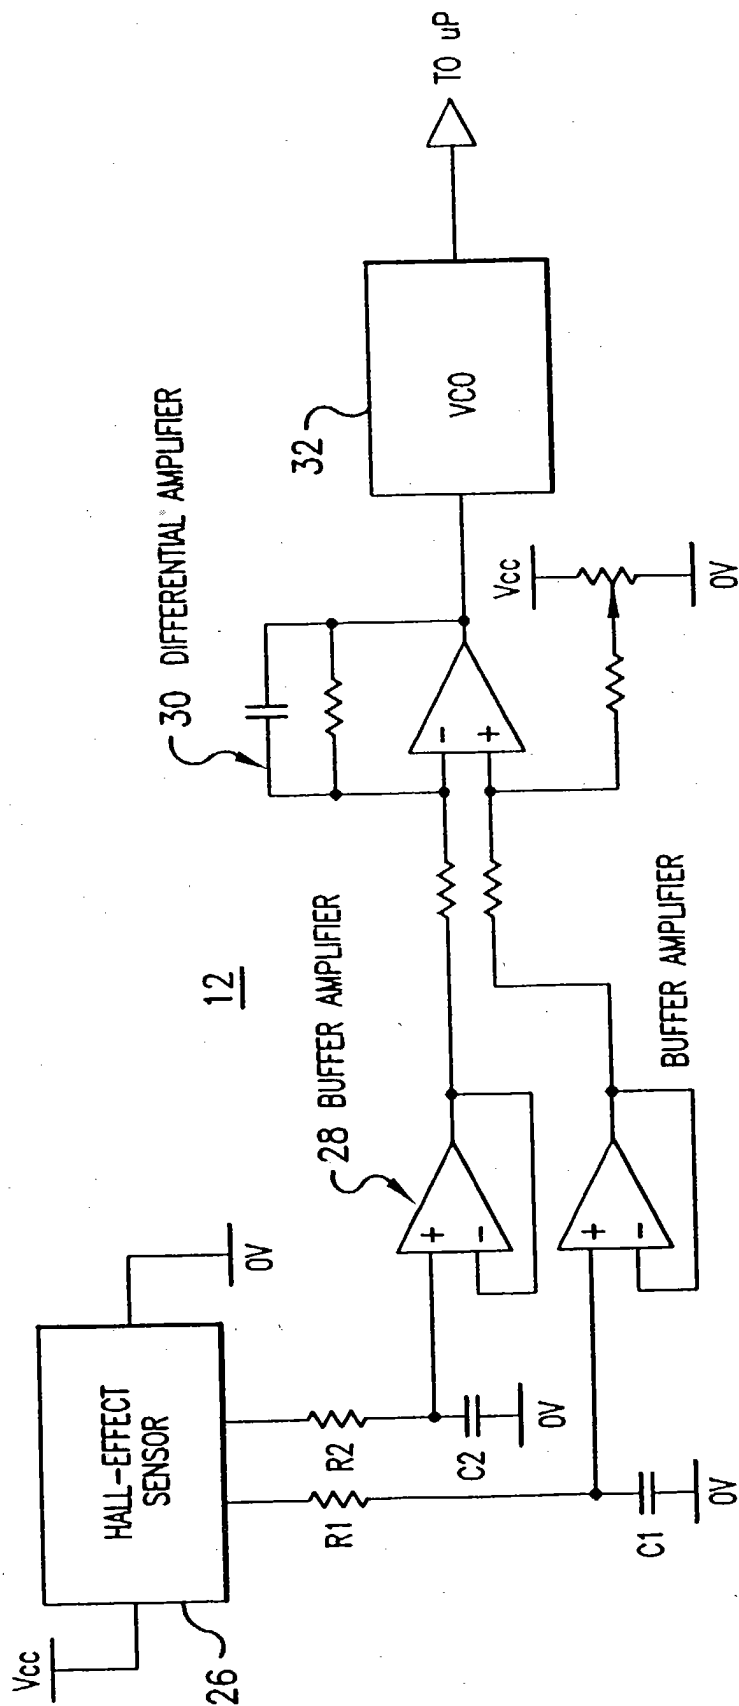 12
Vcc
HALL-EFFECT
SENSOR
26
0V
R1
R2
C1
0V
C2
0V
28 BUFFER AMPLIFIER
+
-
+
-
BUFFER AMPLIFIER
30 DIFFERENTIAL AMPLIFIER
-
+
Vcc
0V
32
VCO
TO uP